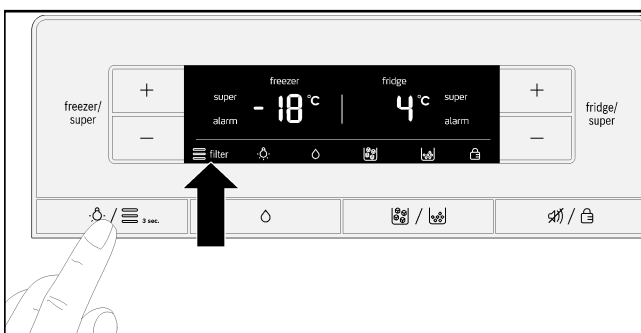 freezer/
super
+
−
freezer
super
alarm
-18 °C
fridge
4 °C
super
alarm
filter
+
−
fridge/
super
/
3 sec.
/
/